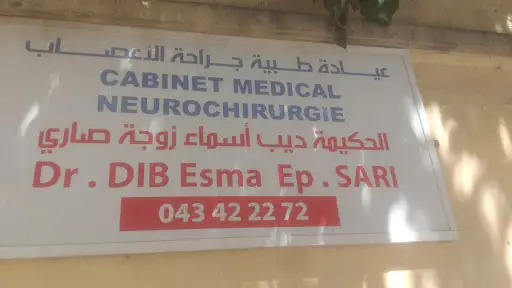 عيادة طبية جراحة الأعصاب
CABINET MEDICAL
NEUROCHIRURGIE
الحكيمة ديب أسماء زوجة صاري
Dr . DIB Esma Ep . SARI
043 42 22 72